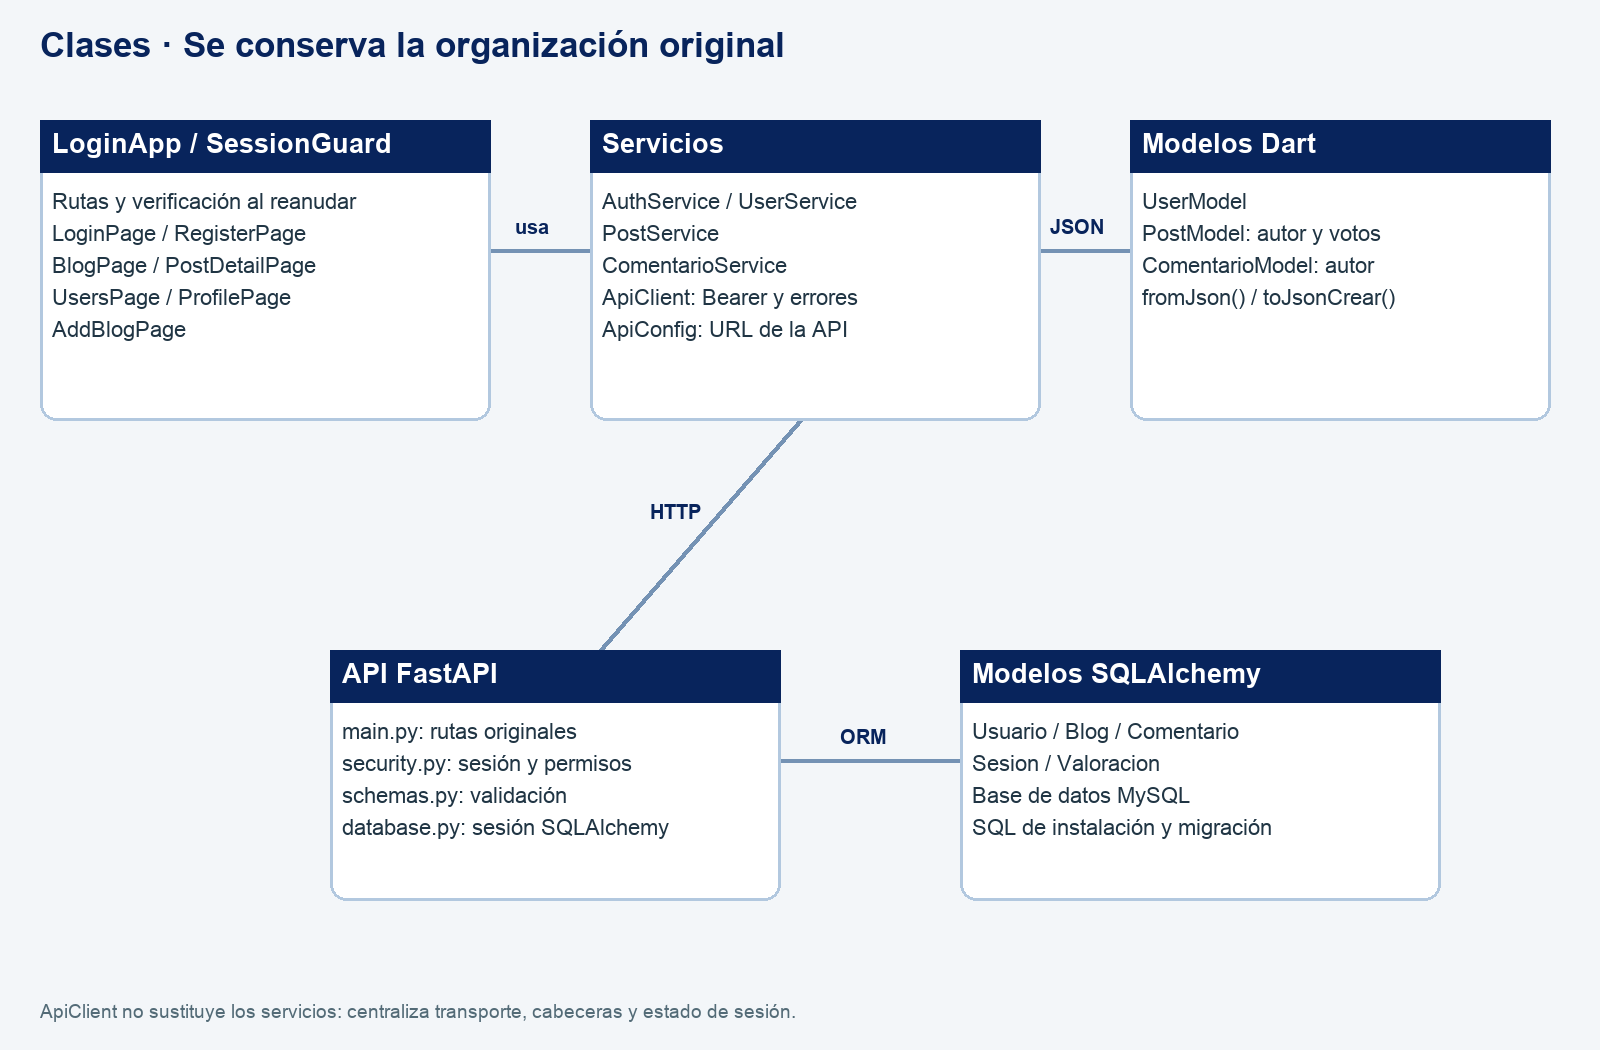 Clases · Se conserva la organización original
LoginApp / SessionGuard
Rutas y verificación al reanudar
LoginPage / RegisterPage
BlogPage / PostDetailPage
UsersPage / ProfilePage
AddBlogPage
usa
Servicios
AuthService / UserService
PostService
ComentarioService
ApiClient: Bearer y errores
ApiConfig: URL de la API
JSON
Modelos Dart
UserModel
PostModel: autor y votos
ComentarioModel: autor
fromJson() / toJsonCrear()
HTTP
API FastAPI
main.py: rutas originales
security.py: sesión y permisos
schemas.py: validación
database.py: sesión SQLAlchemy
ORM
Modelos SQLAlchemy
Usuario / Blog / Comentario
Sesion / Valoracion
Base de datos MySQL
SQL de instalación y migración
ApiClient no sustituye los servicios: centraliza transporte, cabeceras y estado de sesión.